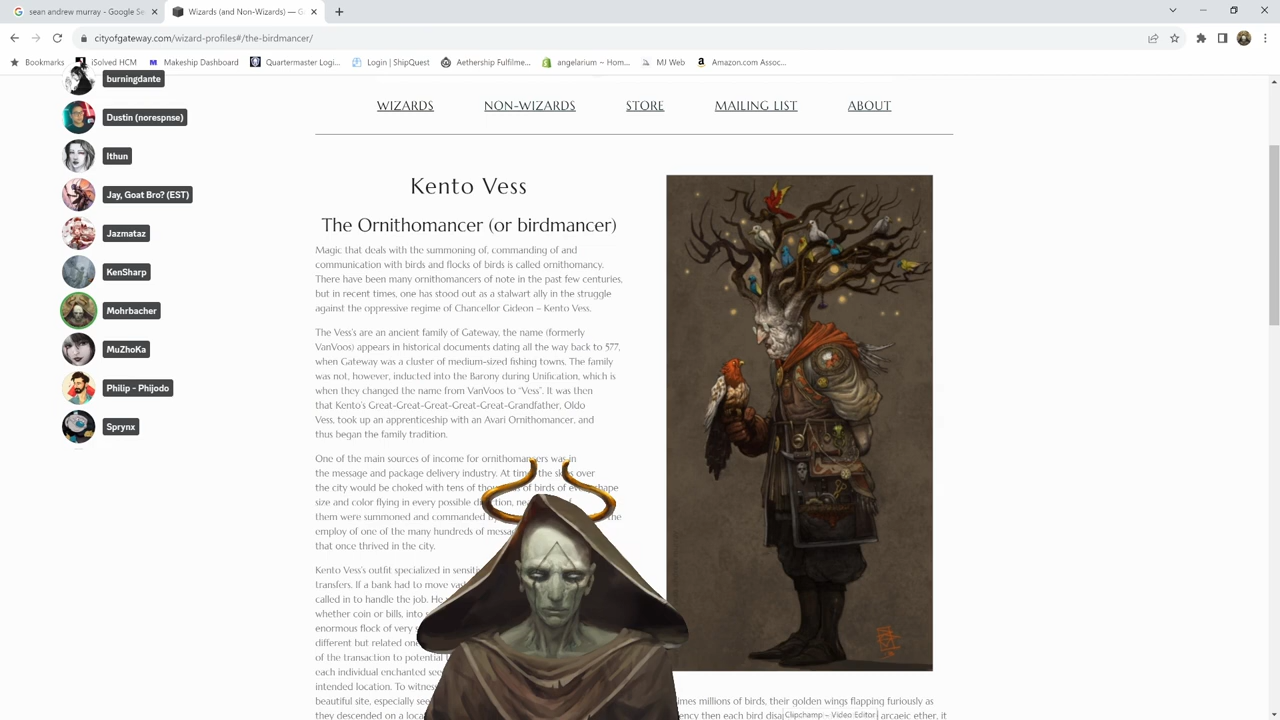 sean andrew murray - Google Se
Wizards (and Non-Wizards) — G
cityofgateway.com/wizard-profiles#/the-birdmancer/
Bookmarks
iSolved HCM
Makeship Dashboard
Quartermaster Logi...
Login | ShipQuest
Aethership Fulfilme...
angelarium ~ Hom...
MJ Web
Amazon.com Assoc...
burningdante
Dustin (norespnse)
Ithun
Jay, Goat Bro? (EST)
Jazmataz
KenSharp
Mohrbacher
MuZhoKa
Philip - Phijodo
Sprynx
WIZARDS NON-WIZARDS STORE MAILING LIST ABOUT
Kento Vess
The Ornithomancer (or birdmancer)
Magic that deals with the summoning of, commanding of and
communication with birds and flocks of birds is called ornithomancy.
There have been many ornithomancers of note in the past few centuries,
but in recent times, one has stood out as a stalwart ally in the struggle
against the oppressive regime of Chancellor Gideon – Kento Vess.
The Vess's are an ancient family of Gateway, the name (formerly
VanVoos) appears in historical documents dating all the way back to 577,
when Gateway was a cluster of medium-sized fishing towns. The family
was not, however, inducted into the Barony during Unification, which is
when they changed the name from VanVoos to "Vess". It was then
that Kento's Great-Great-Great-Great-Great-Grandfather, Oldo
Vess, took up an apprenticeship with an Avari Ornithomancer, and
thus began the family tradition.
One of the main sources of income for ornithomancers was in
the message and package delivery industry. At times the skies over
the city would be choked with tens of thousands of birds of every shape
size and color flying in every possible direction,
them were summoned and commanded the
employ of one of the many hundreds of
that once thrived in the city.
Kento Vess's outfit specialized in
transfers. If a bank had to move
called in to handle the job. He
whether coin or bills, into
enormous flock of very
different but related
of the transaction to potential
each individual enchanted
intended location. To
beautiful site, especially
they descended on a
millions of birds, their golden wings flapping furiously as
then each bird arcaeic ether, it
Clipchamp ~ Video Editor